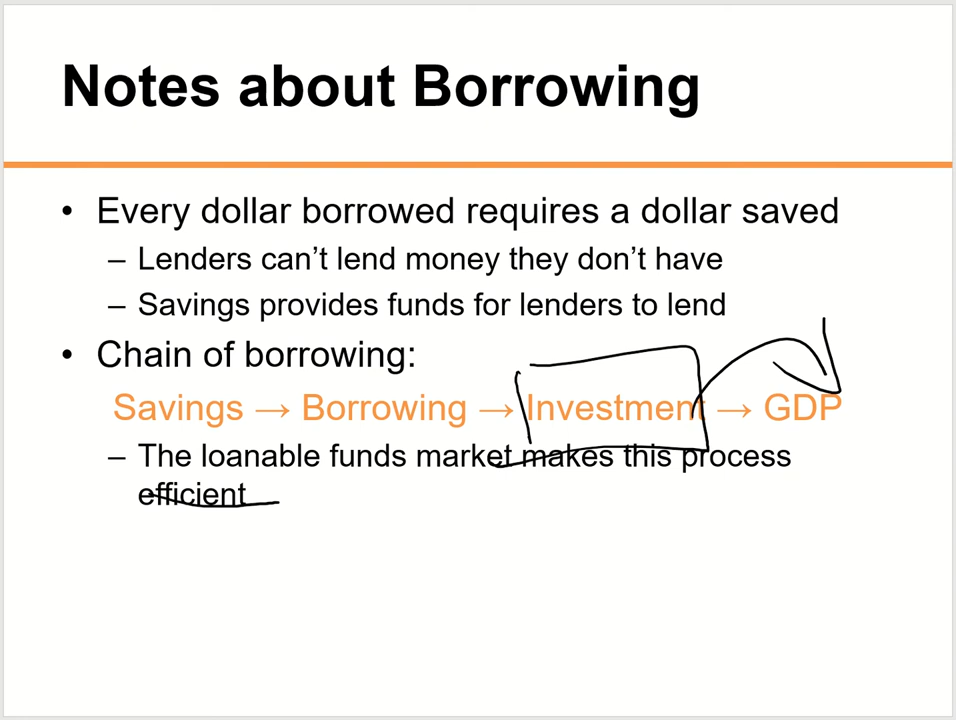 Notes about Borrowing
• Every dollar borrowed requires a dollar saved
– Lenders can’t lend money they don’t have
– Savings provides funds for lenders to lend
• Chain of borrowing:
Savings → Borrowing → Investment → GDP
– The loanable funds market makes this process
efficient